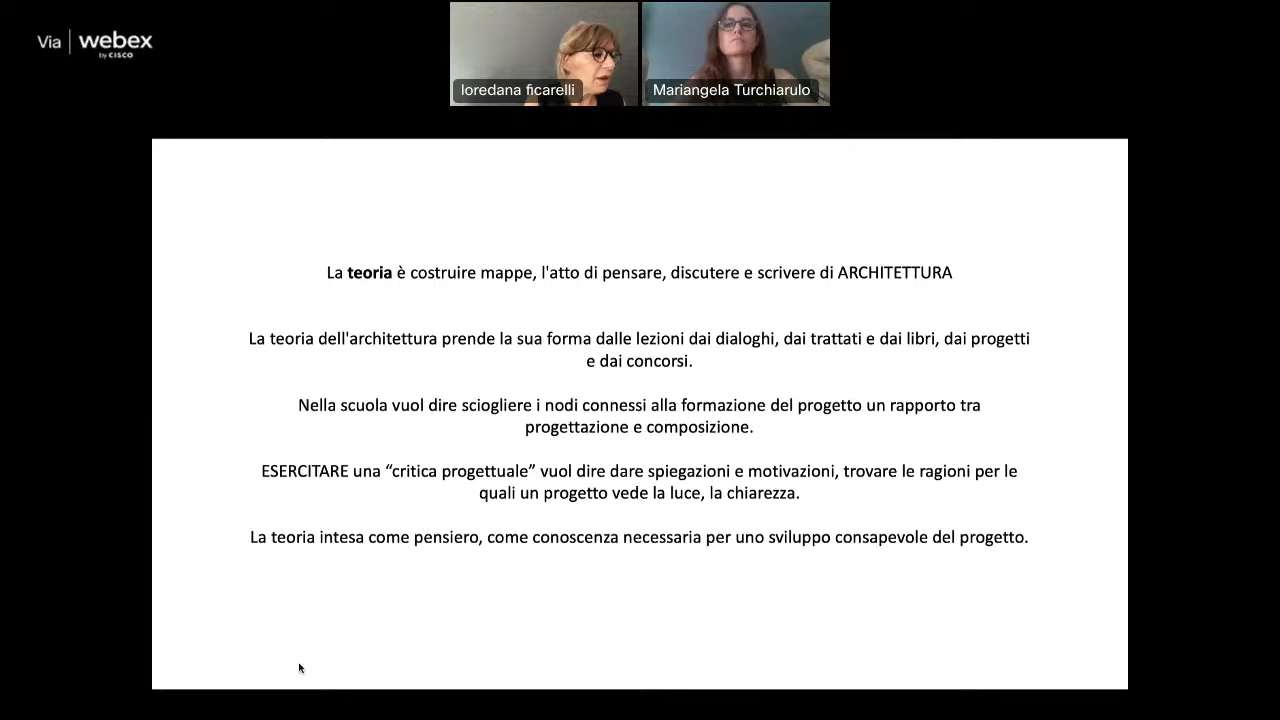 Via | webex
by CISCO
loredana ficarelli
Mariangela Turchiarulo
La teoria è costruire mappe, l'atto di pensare, discutere e scrivere di ARCHITETTURA
La teoria dell'architettura prende la sua forma dalle lezioni dai dialoghi, dai trattati e dai libri, dai progetti
e dai concorsi.
Nella scuola vuol dire sciogliere i nodi connessi alla formazione del progetto un rapporto tra
progettazione e composizione.
ESERCITARE una “critica progettuale” vuol dire dare spiegazioni e motivazioni, trovare le ragioni per le
quali un progetto vede la luce, la chiarezza.
La teoria intesa come pensiero, come conoscenza necessaria per uno sviluppo consapevole del progetto.